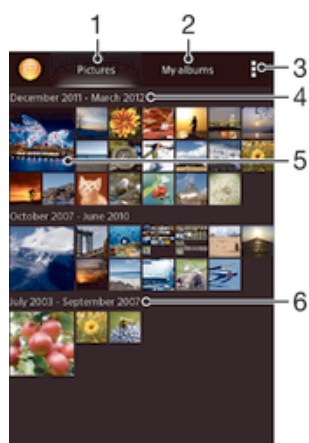 1
2
Pictures
My albums
3
December 2011 - March 2012
4
5
October 2007 - June 2010
July 2003 - September 2007
6